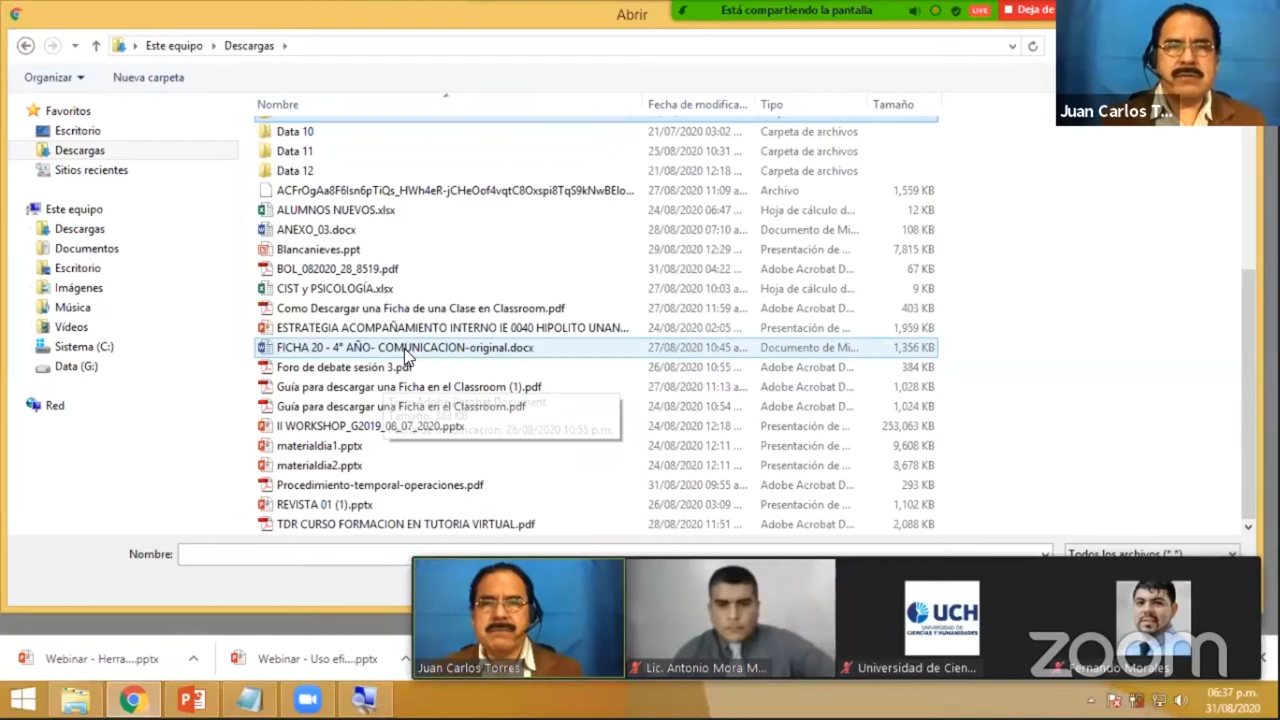 Abrir
Está compartiendo la pantalla
LIVE
Deja de
Este equipo
Descargas
Organizar
Nueva carpeta
Juan Carlos T...
Favoritos
Escritorio
Descargas
Sitios recientes
Este equipo
Descargas
Documentos
Escritorio
Imágenes
Música
Vídeos
Sistema (C:)
Data (G:)
Red
Nombre Fecha de modifica... Tipo Tamaño
Data 10 21/07/2020 03:02 ... Carpeta de archivos
Data 11 25/08/2020 10:31 ... Carpeta de archivos
Data 12 21/08/2020 12:18 ... Carpeta de archivos
27/08/2020 11:09 a... Archivo 1,559 KB
ALUMNOS NUEVOS.xlsx 24/08/2020 06:47 ... Hoja de cálculo d... 12 KB
ANEXO_03.docx 28/08/2020 07:10 a... Documento de Mi... 108 KB
Blancanieves.ppt 29/08/2020 12:29 ... Presentación de ... 7,815 KB
BOL_082020_28_8519.pdf 31/08/2020 04:22 ... Adobe Acrobat D... 67 KB
CIST y PSICOLOGÍA.xlsx 27/08/2020 10:03 a... Hoja de cálculo d... 9 KB
Como Descargar una Ficha de una Clase en Classroom.pdf 27/08/2020 11:59 a... Adobe Acrobat D... 403 KB
ESTRATEGIA ACOMPAÑAMIENTO INTERNO IE 0040 HIPOLITO UNAN... 24/08/2020 02:05 ... Presentación de ... 1,959 KB
FICHA 20 - 4° AÑO- COMUNICACION-original.docx 27/08/2020 10:45 a... Documento de Mi... 1,356 KB
Foro de debate sesión 3.pdf 26/08/2020 10:55 ... Adobe Acrobat D... 384 KB
Guía para descargar una Ficha en el Classroom (1).pdf 27/08/2020 11:13 a... Adobe Acrobat D... 1,028 KB
Guía para descargar una Ficha en el Classroom.pdf 24/08/2020 10:54 ... Adobe Acrobat D... 1,024 KB
II WORKSHOP_G2019_08_07_2020.pptx 24/08/2020 12:18 ... Presentación de ... 253,063 KB
materialdia1.pptx 24/08/2020 12:11 ... Presentación de ... 9,608 KB
materialdia2.pptx 24/08/2020 12:11 ... Presentación de ... 8,678 KB
Procedimiento-temporal-operaciones.pdf 31/08/2020 09:55 a... Adobe Acrobat D... 293 KB
REVISTA 01 (1).pptx 26/08/2020 03:09 ... Presentación de ... 1,102 KB
TDR CURSO FORMACION EN TUTORIA VIRTUAL.pdf 28/08/2020 11:51 ... Adobe Acrobat D... 2,088 KB
Nombre:
Todos los archivos (*.*)
UCH
UNIVERSIDAD DE
CIENCIAS Y HUMANIDADES
Juan Carlos Torres
Lic. Antonio Mora M...
Universidad de Cien...
Fernando Morales
zoom
Webinar - Herra....pptx
Webinar - Uso efi....pptx
06:37 p.m.
31/08/2020